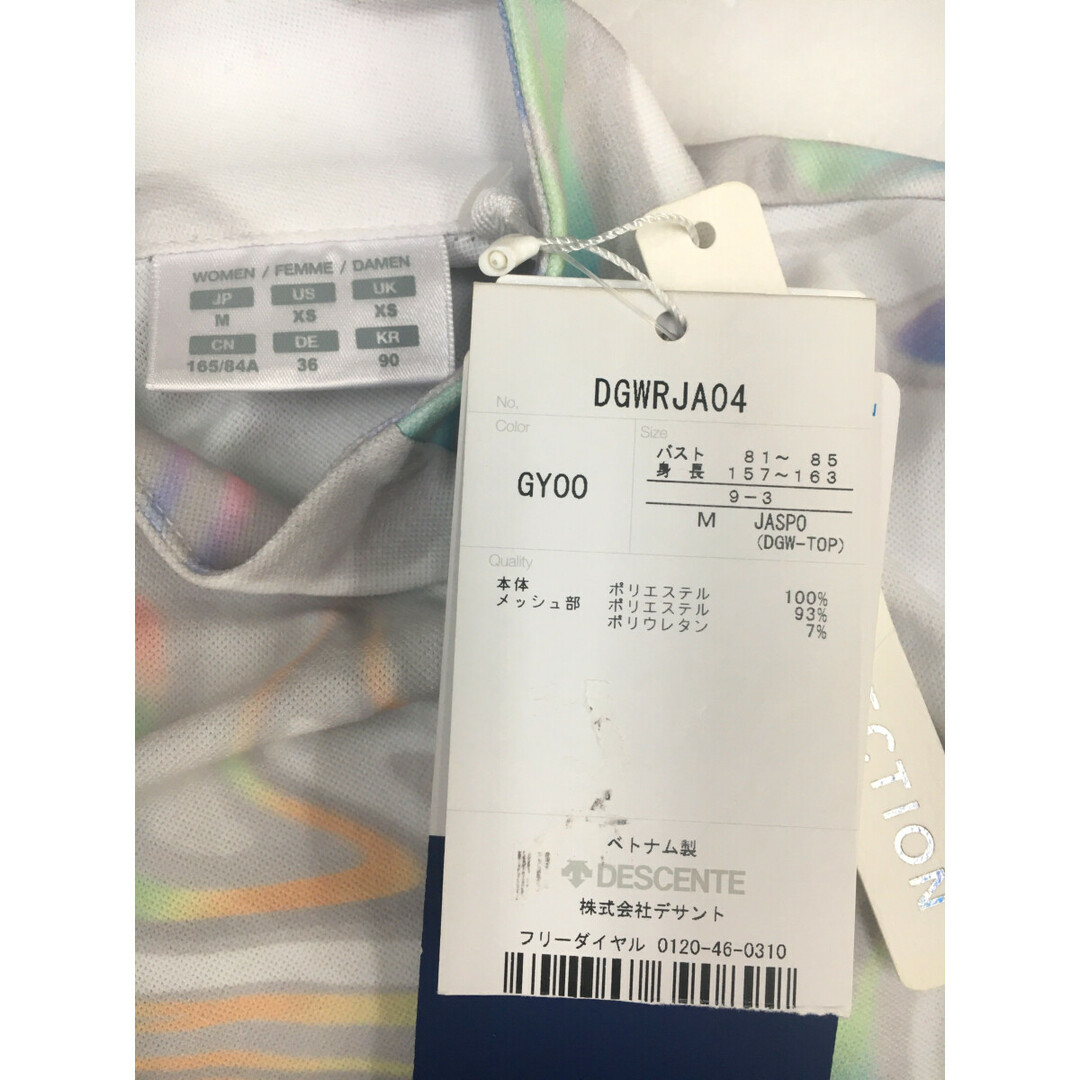 WOMEN / FEMME / DAMEN
JP US UK
M XS XS
CN DE KR
165/84A 36 90
No. DGWRJA04
Color GY00
Size
バスト 81~ 85
身 長 157~163
9-3
M JASPO
(DGW-TOP)
Quality
本体 ポリエステル 100%
メッシュ部 ポリエステル 93%
ポリウレタン 7%
ベトナム製
DESCENTE
株式会社デサント
フリーダイヤル 0120-46-0310
CTION